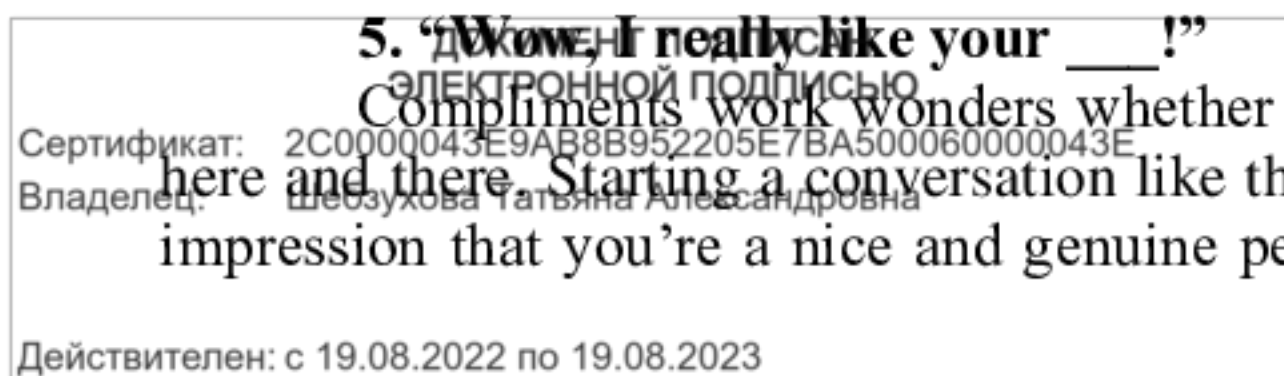 5. “Wow, I really like your ___!”
ДОКУМЕНТ ПОДПИСАН
ЭЛЕКТРОННОЙ ПОДПИСЬЮ
Compliments work wonders whether
Сертификат: 2C0000043E9AB8B952205E7BA500060000043E
here and there. Starting a conversation like th
Владелец: Шебзухова Татьяна Александровна
impression that you’re a nice and genuine pe
Действителен: с 19.08.2022 по 19.08.2023